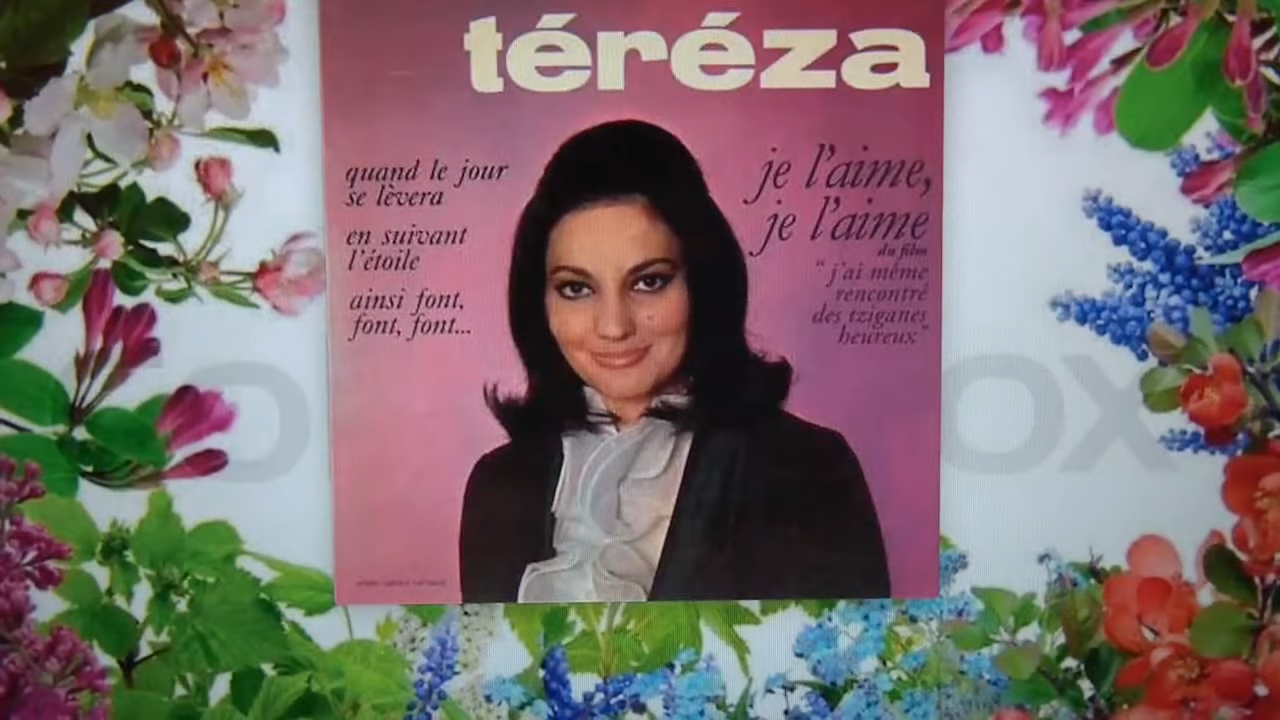 téréza
quand le jour
se lèvera
en suivant
l'étoile
ainsi font,
font, font...
je l'aime,
je l'aime
du film
"j'ai même
rencontré
des tziganes
heureux"